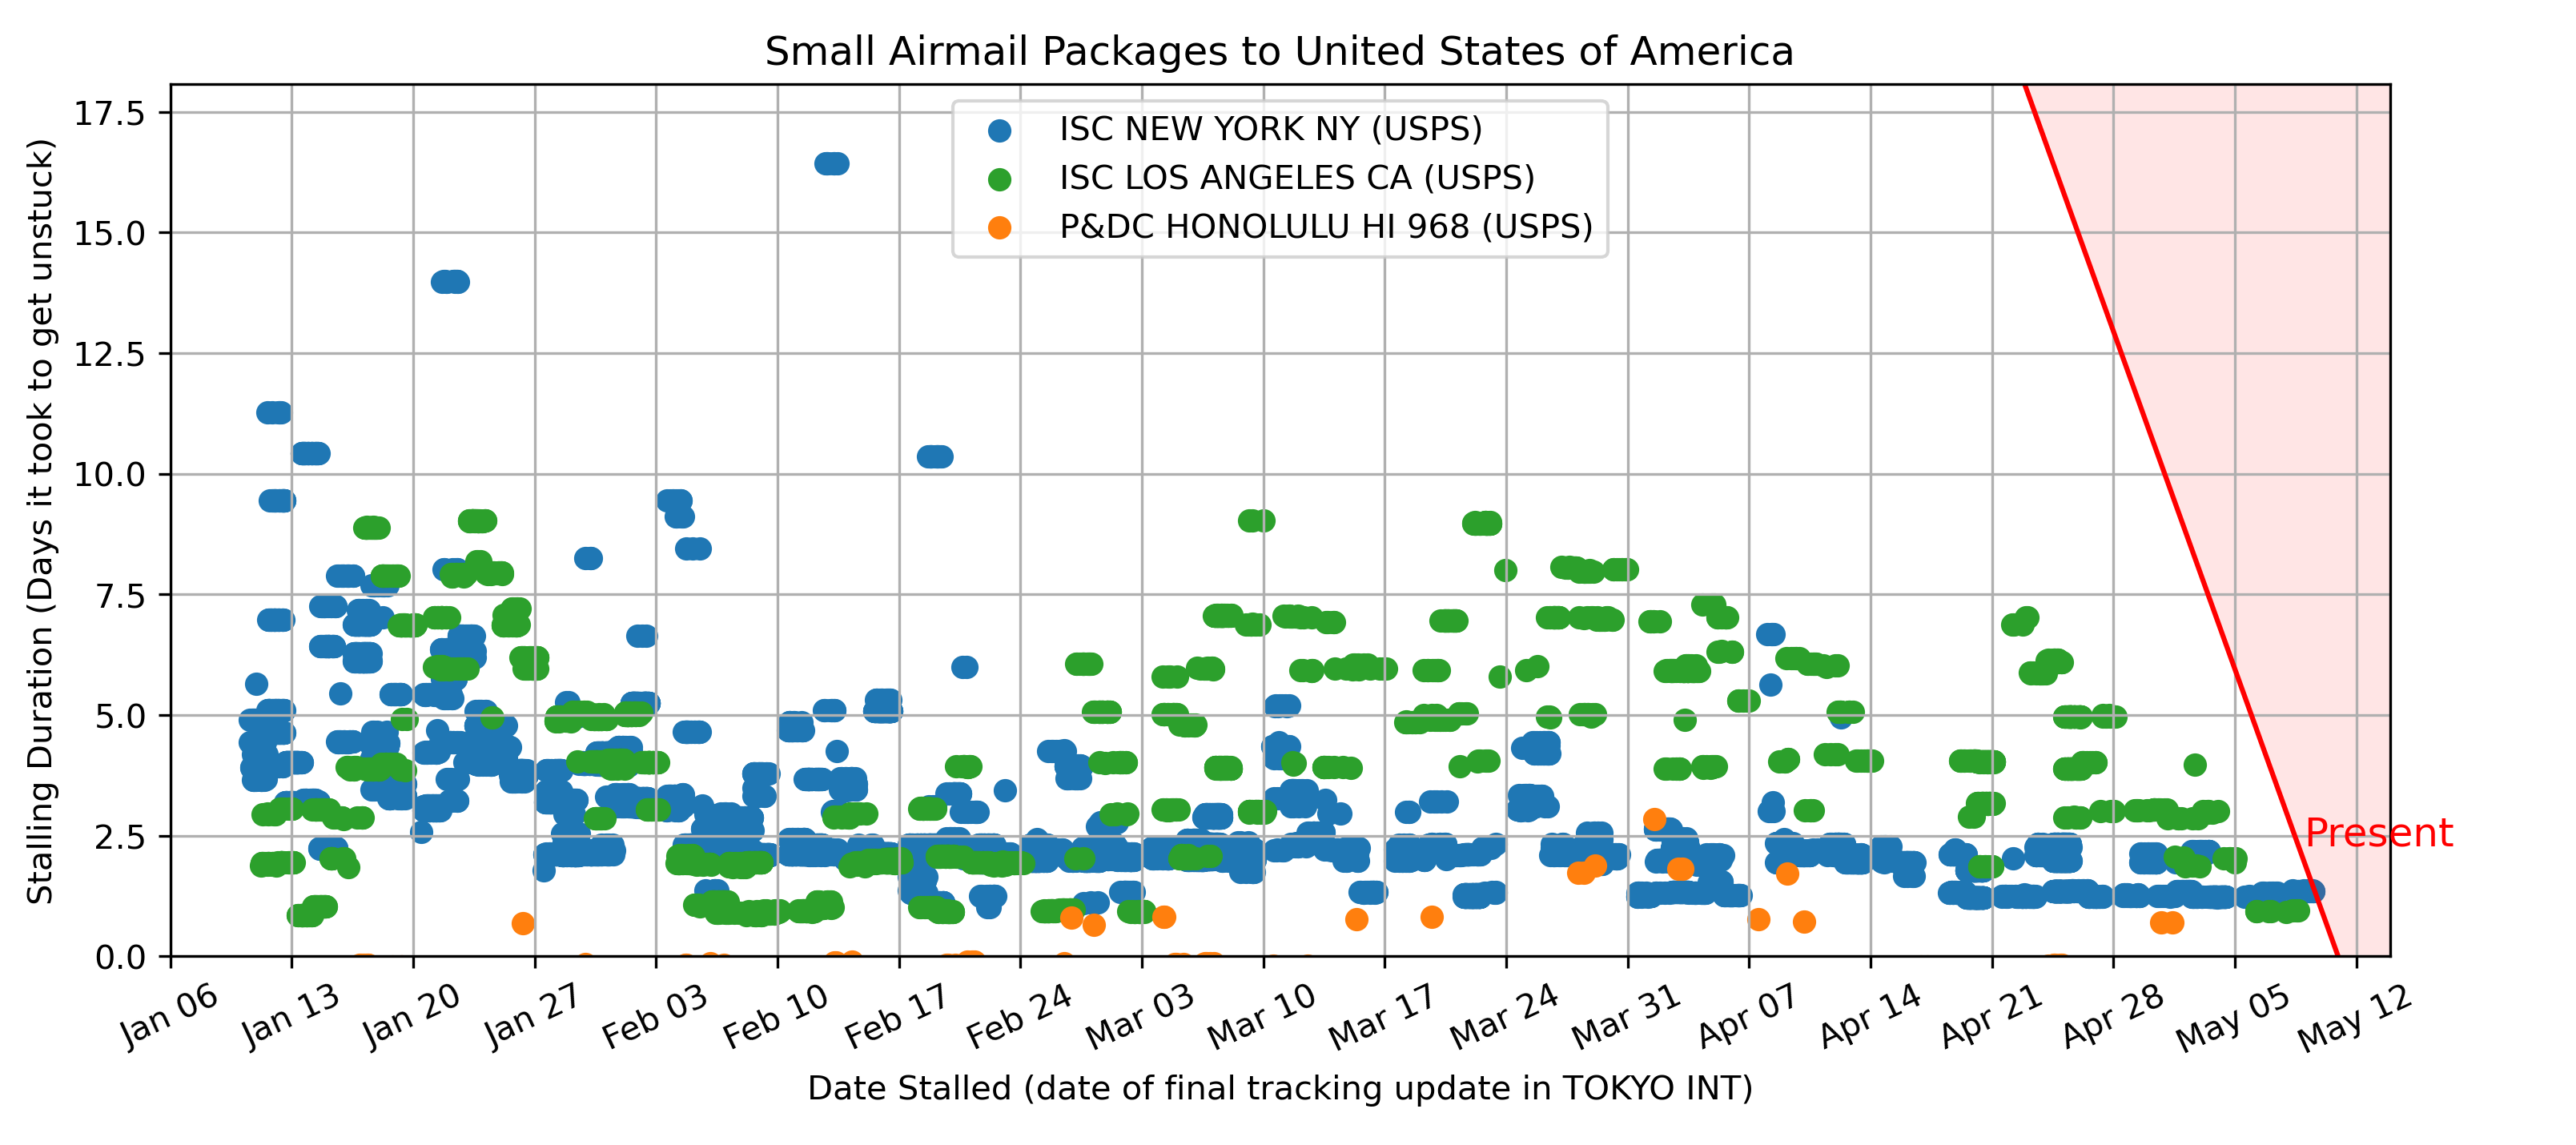 Small Airmail Packages to United States of America
Stalling Duration (Days it took to get unstuck)
17.5
15.0
12.5
10.0
7.5
5.0
2.5
0.0
ISC NEW YORK NY (USPS)
ISC LOS ANGELES CA (USPS)
P&DC HONOLULU HI 968 (USPS)
Present
Jan 06
Jan 13
Jan 20
Jan 27
Feb 03
Feb 10
Feb 17
Feb 24
Mar 03
Mar 10
Mar 17
Mar 24
Mar 31
Apr 07
Apr 14
Apr 21
Apr 28
May 05
May 12
Date Stalled (date of final tracking update in TOKYO INT)